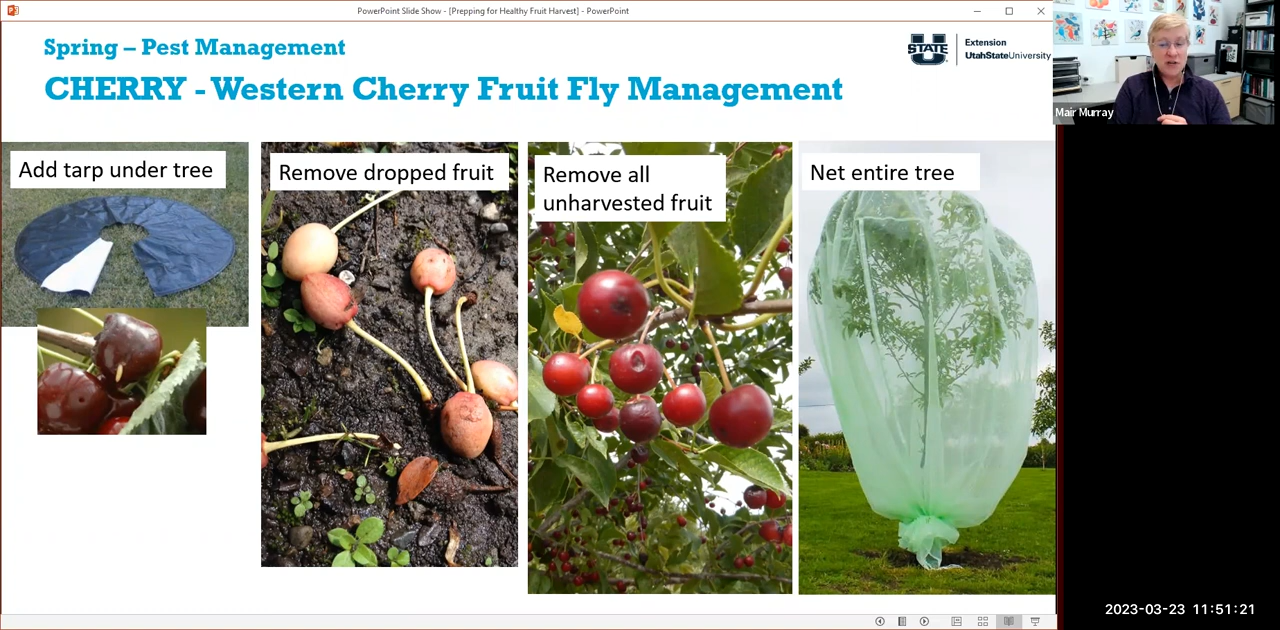 PowerPoint Slide Show - [Prepping for Healthy Fruit Harvest] - PowerPoint
Spring – Pest Management
CHERRY - Western Cherry Fruit Fly Management
U STATE
Extension
UtahStateUniversity
Mair Murray
Add tarp under tree
Remove dropped fruit
Remove all
unharvested fruit
Net entire tree
2023-03-23 11:51:21